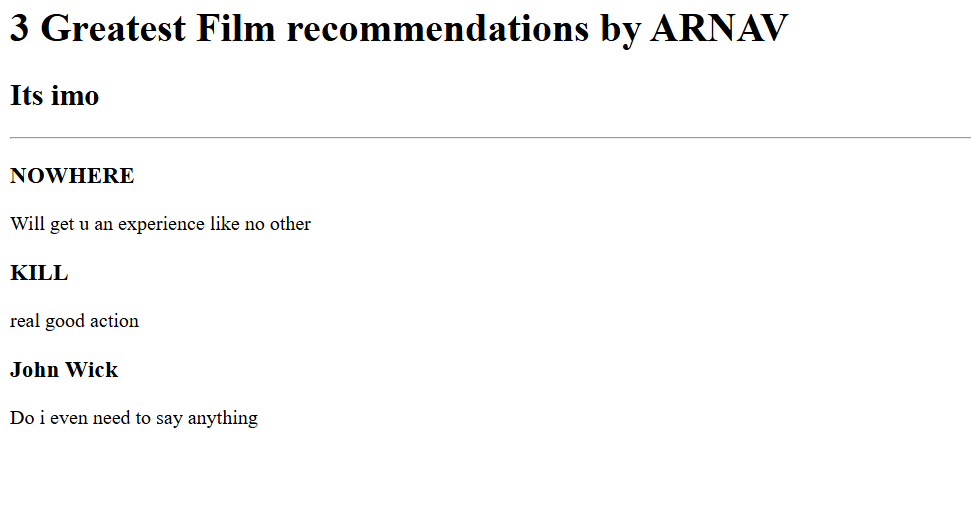 3 Greatest Film recommendations by ARNAV
Its imo
NOWHERE
Will get u an experience like no other
KILL
real good action
John Wick
Do i even need to say anything